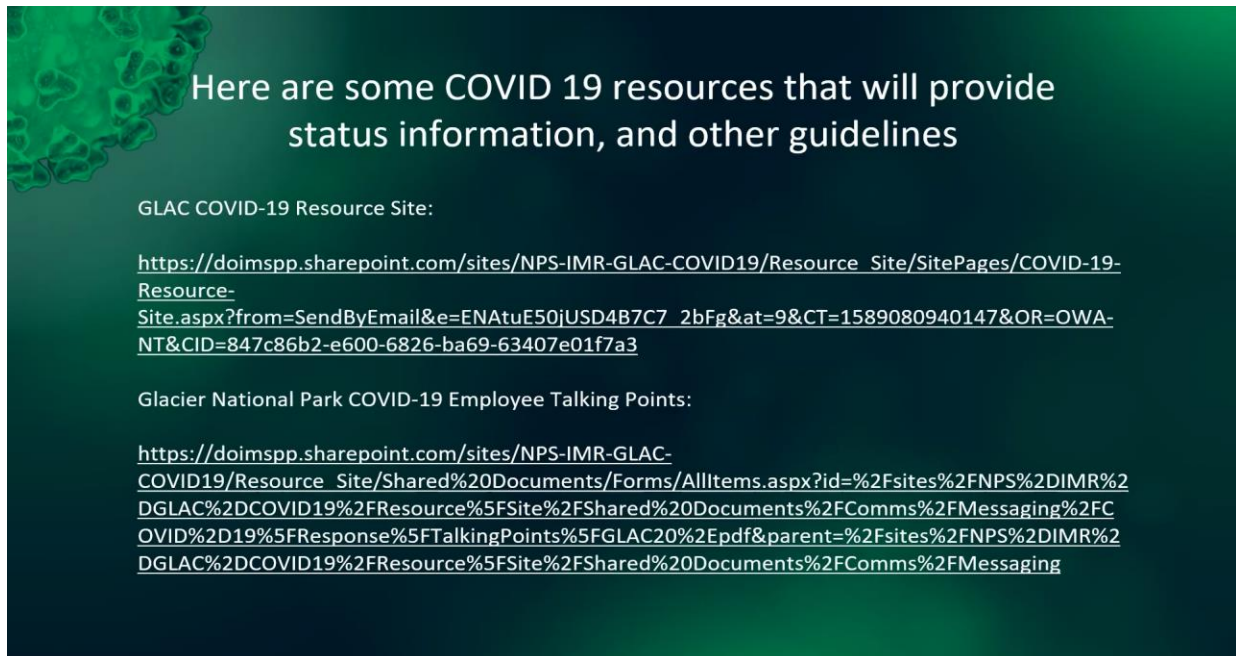 Here are some COVID 19 resources that will provide
status information, and other guidelines
GLAC COVID-19 Resource Site:
https://doimspp.sharepoint.com/sites/NPS-IMR-GLAC-COVID19/Resource_Site/SitePages/COVID-19-
Resource-
Site.aspx?from=SendByEmail&e=ENAtuE50jUSD4B7C7_2bFg&at=9&CT=1589080940147&OR=OWA-
NT&CID=847c86b2-e600-6826-ba69-63407e01f7a3
Glacier National Park COVID-19 Employee Talking Points:
https://doimspp.sharepoint.com/sites/NPS-IMR-GLAC-
COVID19/Resource_Site/Shared%20Documents/Forms/AllItems.aspx?id=%2Fsites%2FNPS%2DIMR%2
DGLAC%2DCOVID19%2FResource%5FSite%2FShared%20Documents%2FComms%2FMessaging%2FC
OVID%2D19%5FResponse%5FTalkingPoints%5FGLAC20%2Epdf&parent=%2Fsites%2FNPS%2DIMR%2
DGLAC%2DCOVID19%2FResource%5FSite%2FShared%20Documents%2FComms%2FMessaging